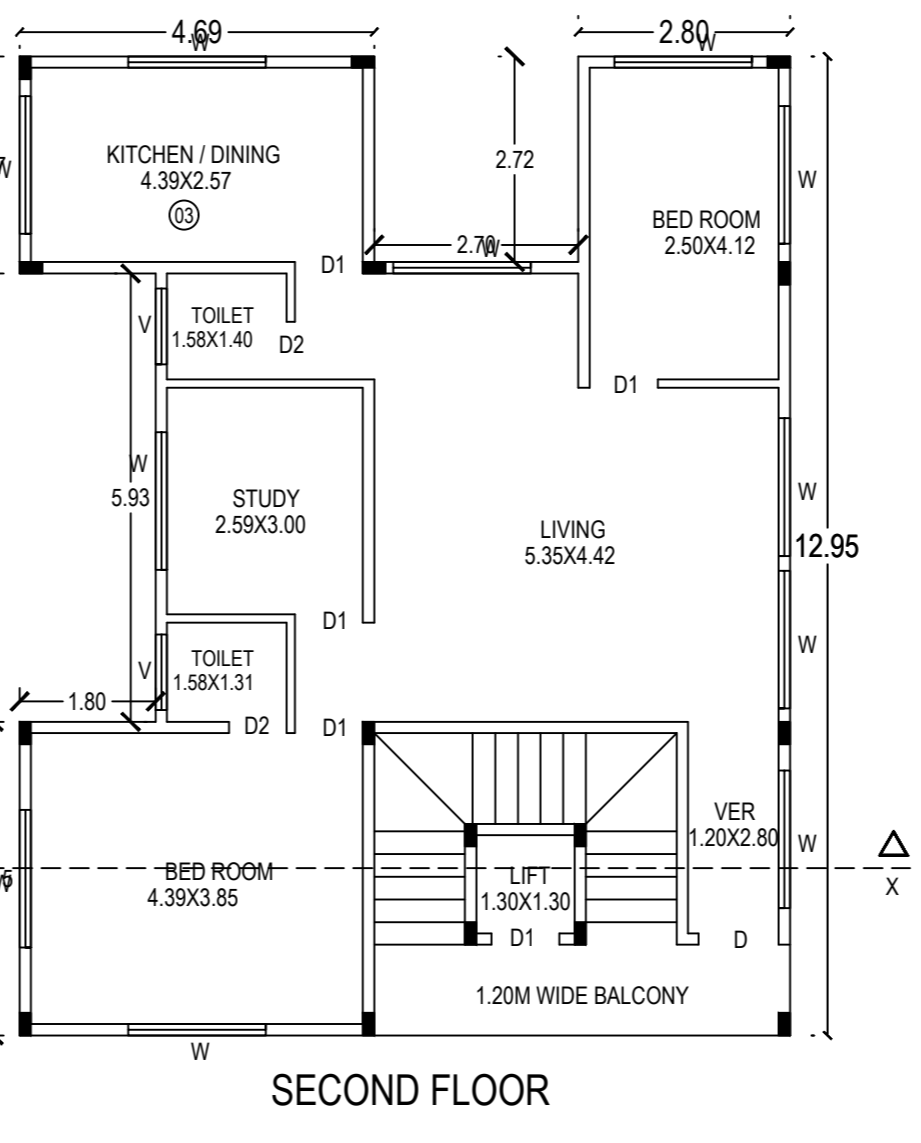 4.69
W
2.80
W
KITCHEN / DINING
4.39X2.57
03
W
2.72
BED ROOM
2.50X4.12
W
2.70
W
D1
TOILET
1.58X1.40
V
D2
D1
W
5.93
STUDY
2.59X3.00
LIVING
5.35X4.42
W
12.95
D1
TOILET
1.58X1.31
V
W
1.80
D2
D1
VER
1.20X2.80
W
BED ROOM
4.39X3.85
W
LIFT
1.30X1.30
X
D1
D
1.20M WIDE BALCONY
W
SECOND FLOOR